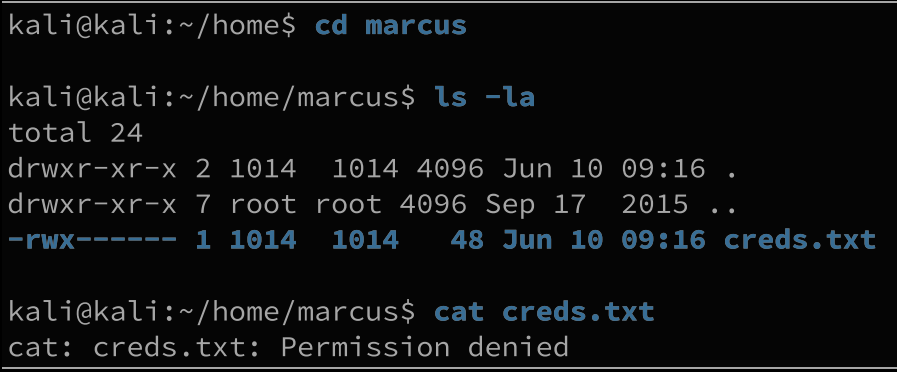 kali@kali:~/home$ cd marcus
kali@kali:~/home/marcus$ ls -la
total 24
drwxr-xr-x 2 1014  1014 4096 Jun 10 09:16 .
drwxr-xr-x 7 root root 4096 Sep 17  2015 ..
-rwx------ 1 1014  1014   48 Jun 10 09:16 creds.txt
kali@kali:~/home/marcus$ cat creds.txt
cat: creds.txt: Permission denied